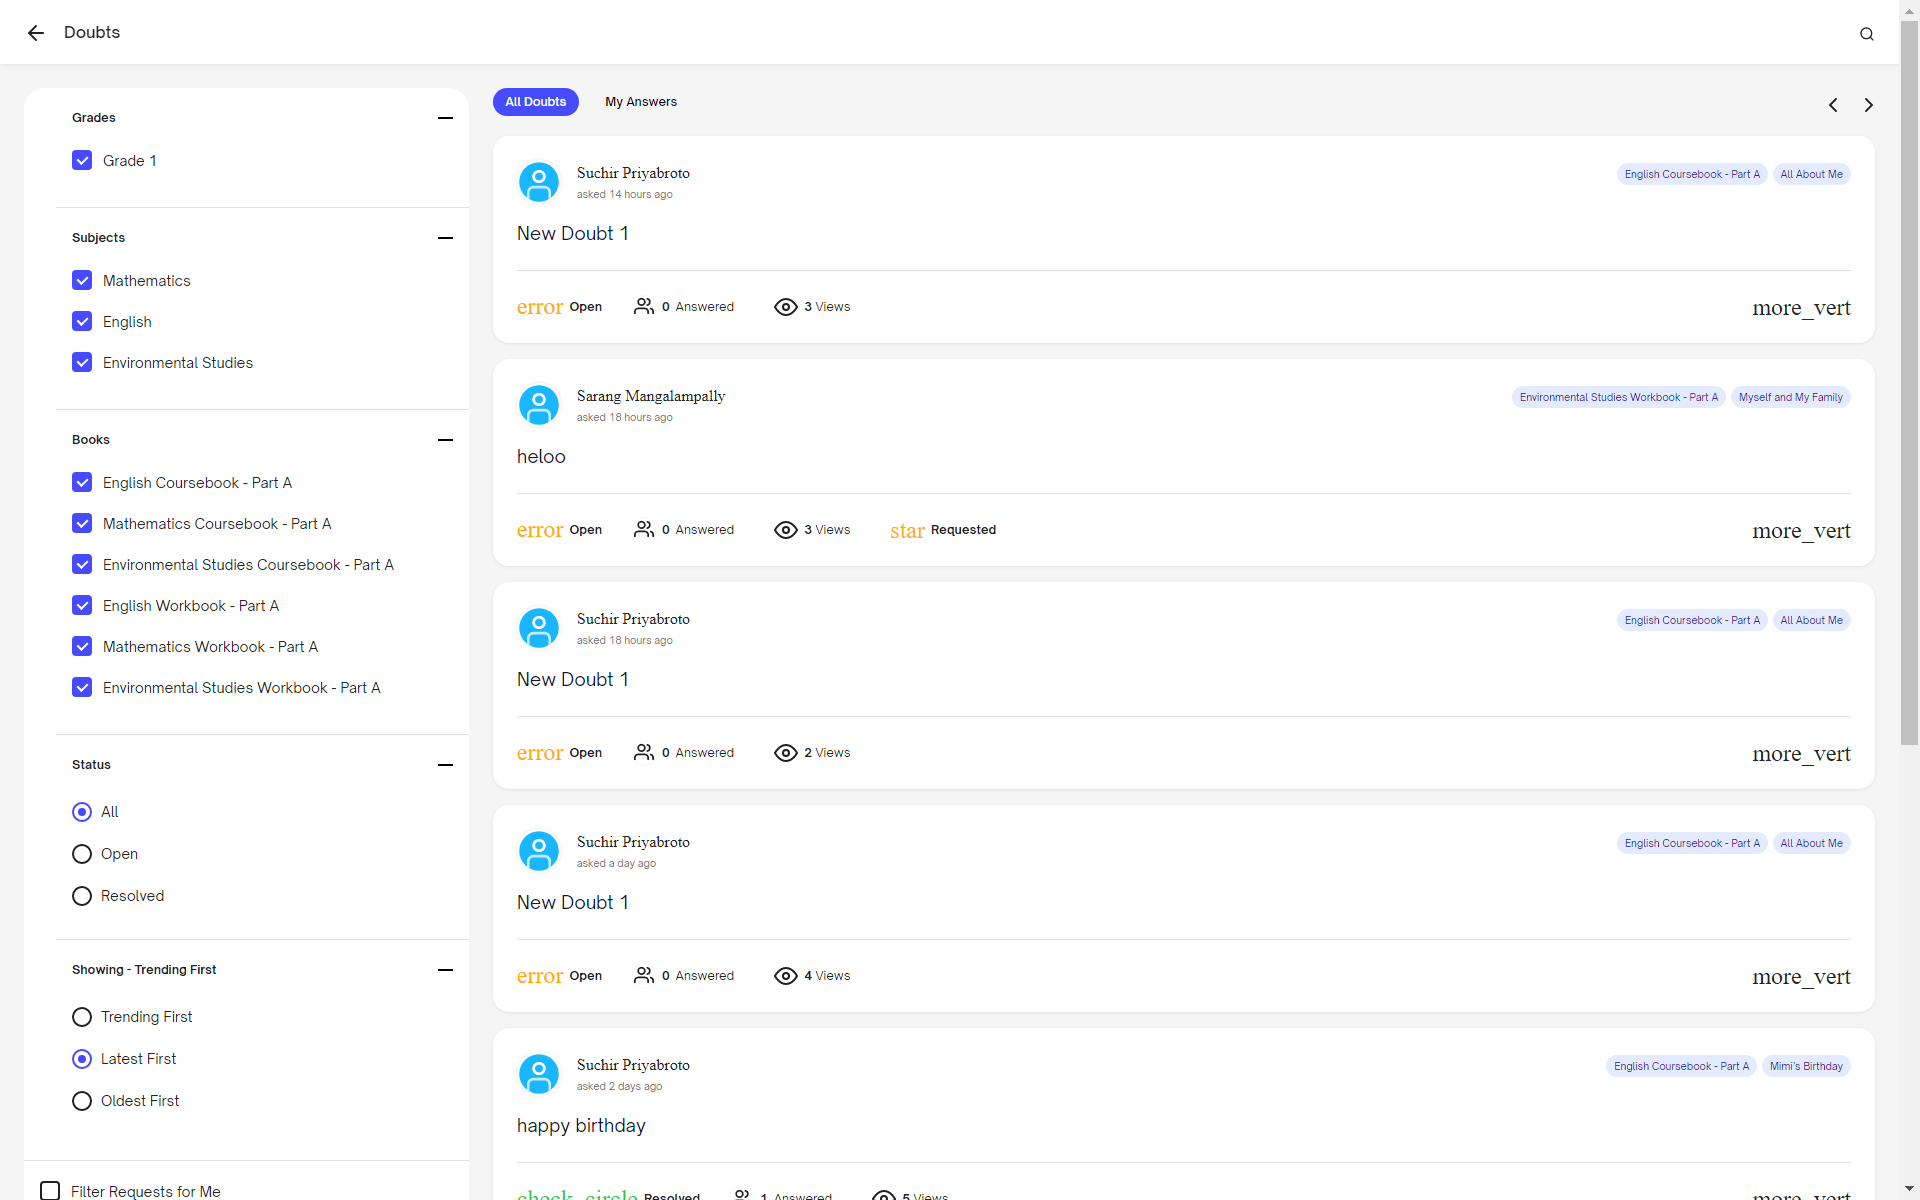 Doubts
Grades
Grade 1
Subjects
Mathematics
English
Environmental Studies
Books
English Coursebook - Part A
Mathematics Coursebook - Part A
Environmental Studies Coursebook - Part A
English Workbook - Part A
Mathematics Workbook - Part A
Environmental Studies Workbook - Part A
Status
All
Open
Resolved
Showing - Trending First
Trending First
Latest First
Oldest First
Filter Requests for Me
All Doubts My Answers
Suchir Priyabroto English Coursebook - Part A All About Me
asked 14 hours ago
New Doubt 1
error Open 0 Answered 3 Views more_vert
Sarang Mangalampally Environmental Studies Workbook - Part A Myself and My Family
asked 18 hours ago
heloo
error Open 0 Answered 3 Views star Requested more_vert
Suchir Priyabroto English Coursebook - Part A All About Me
asked 18 hours ago
New Doubt 1
error Open 0 Answered 2 Views more_vert
Suchir Priyabroto English Coursebook - Part A All About Me
asked a day ago
New Doubt 1
error Open 0 Answered 4 Views more_vert
Suchir Priyabroto English Coursebook - Part A Mimi's Birthday
asked 2 days ago
happy birthday
check_circle Resolved 1 Answered 5 Views more_vert